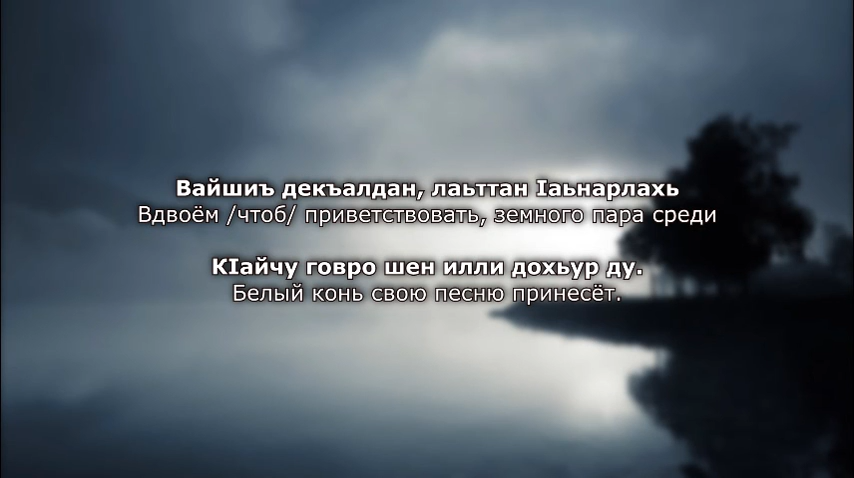 Вайшиъ декъалдан, лаьттан Iаьнарлахь
Вдвоём /чтоб/ приветствовать, земного пара среди
КIайчу говро шен илли дохьур ду.
Белый конь свою песню принесёт.